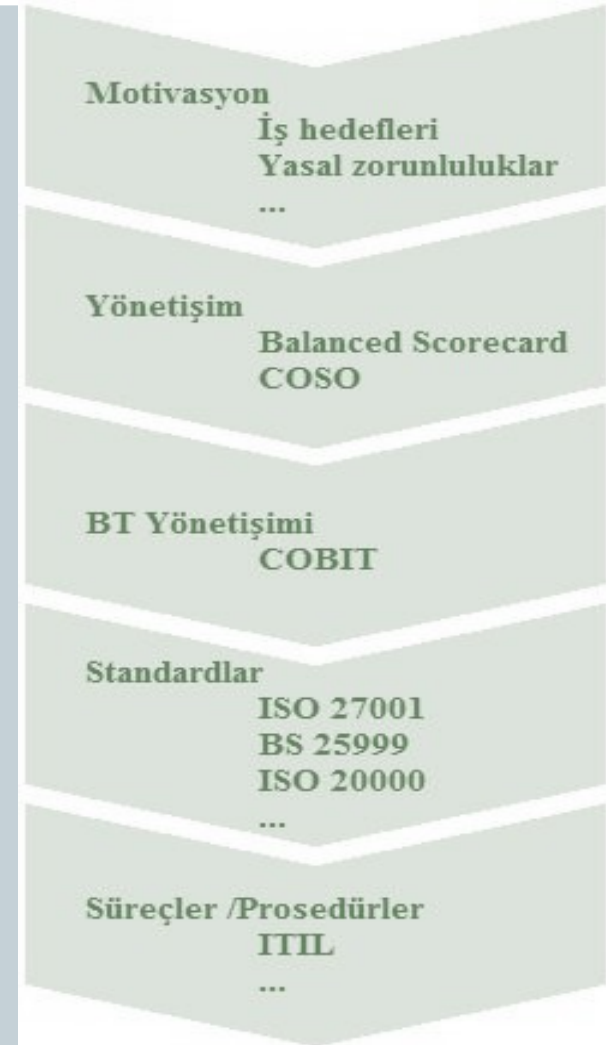 Motivasyon
İş hedefleri
Yasal zorunluluklar
...
Yönetişim
Balanced Scorecard
COSO
BT Yönetişimi
COBIT
Standardlar
ISO 27001
BS 25999
ISO 20000
...
Süreçler /Prosedürler
ITIL
...